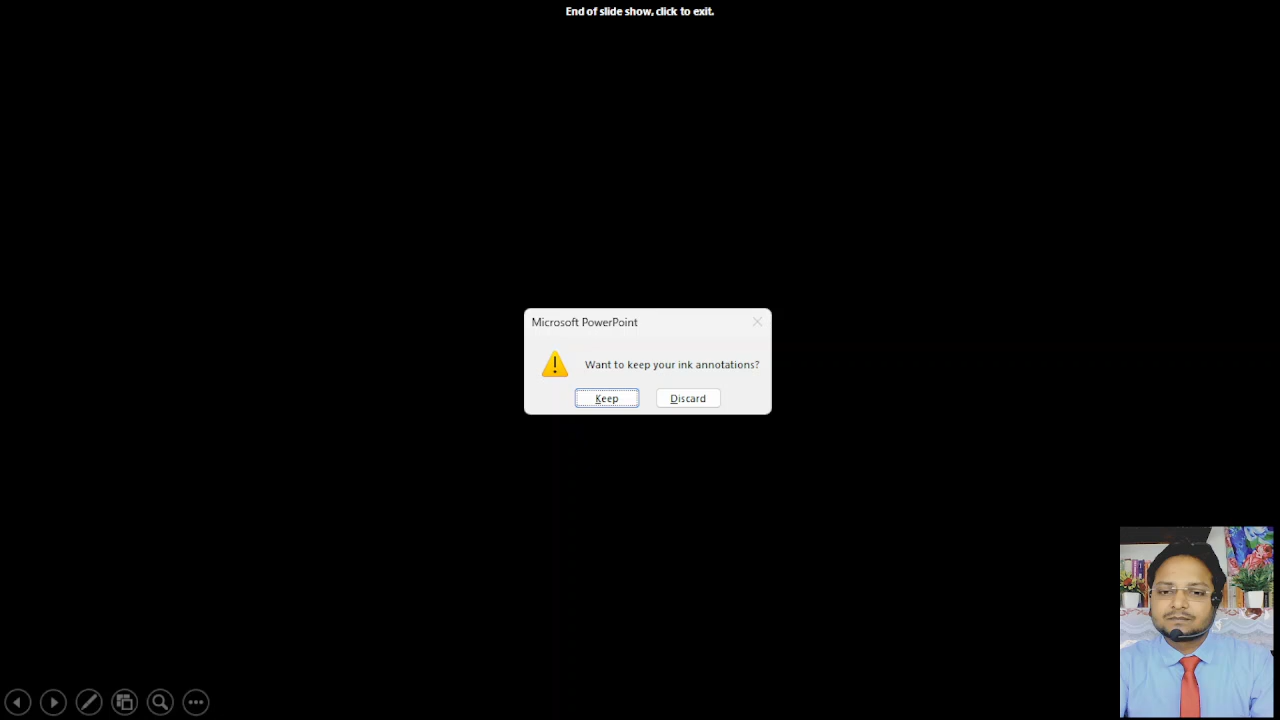 End of slide show, click to exit.
Microsoft PowerPoint
Want to keep your ink annotations?
Keep
Discard